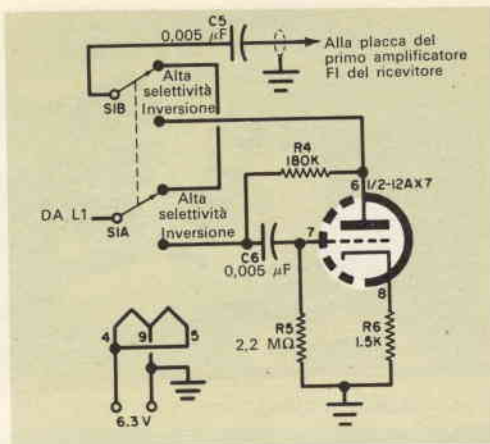 C5
0,005 µF
Alla placca del
primo amplificatore
FI del ricevitore
Alta
selettività
Inversione
S1B
R4
180K
6 1/2-12AX7
Alta
selettività
Inversione
DA L1
S1A
7
C6
0,005 µF
8
R5
2,2 MΩ
R6
1.5K
4 9 5
6.3 V